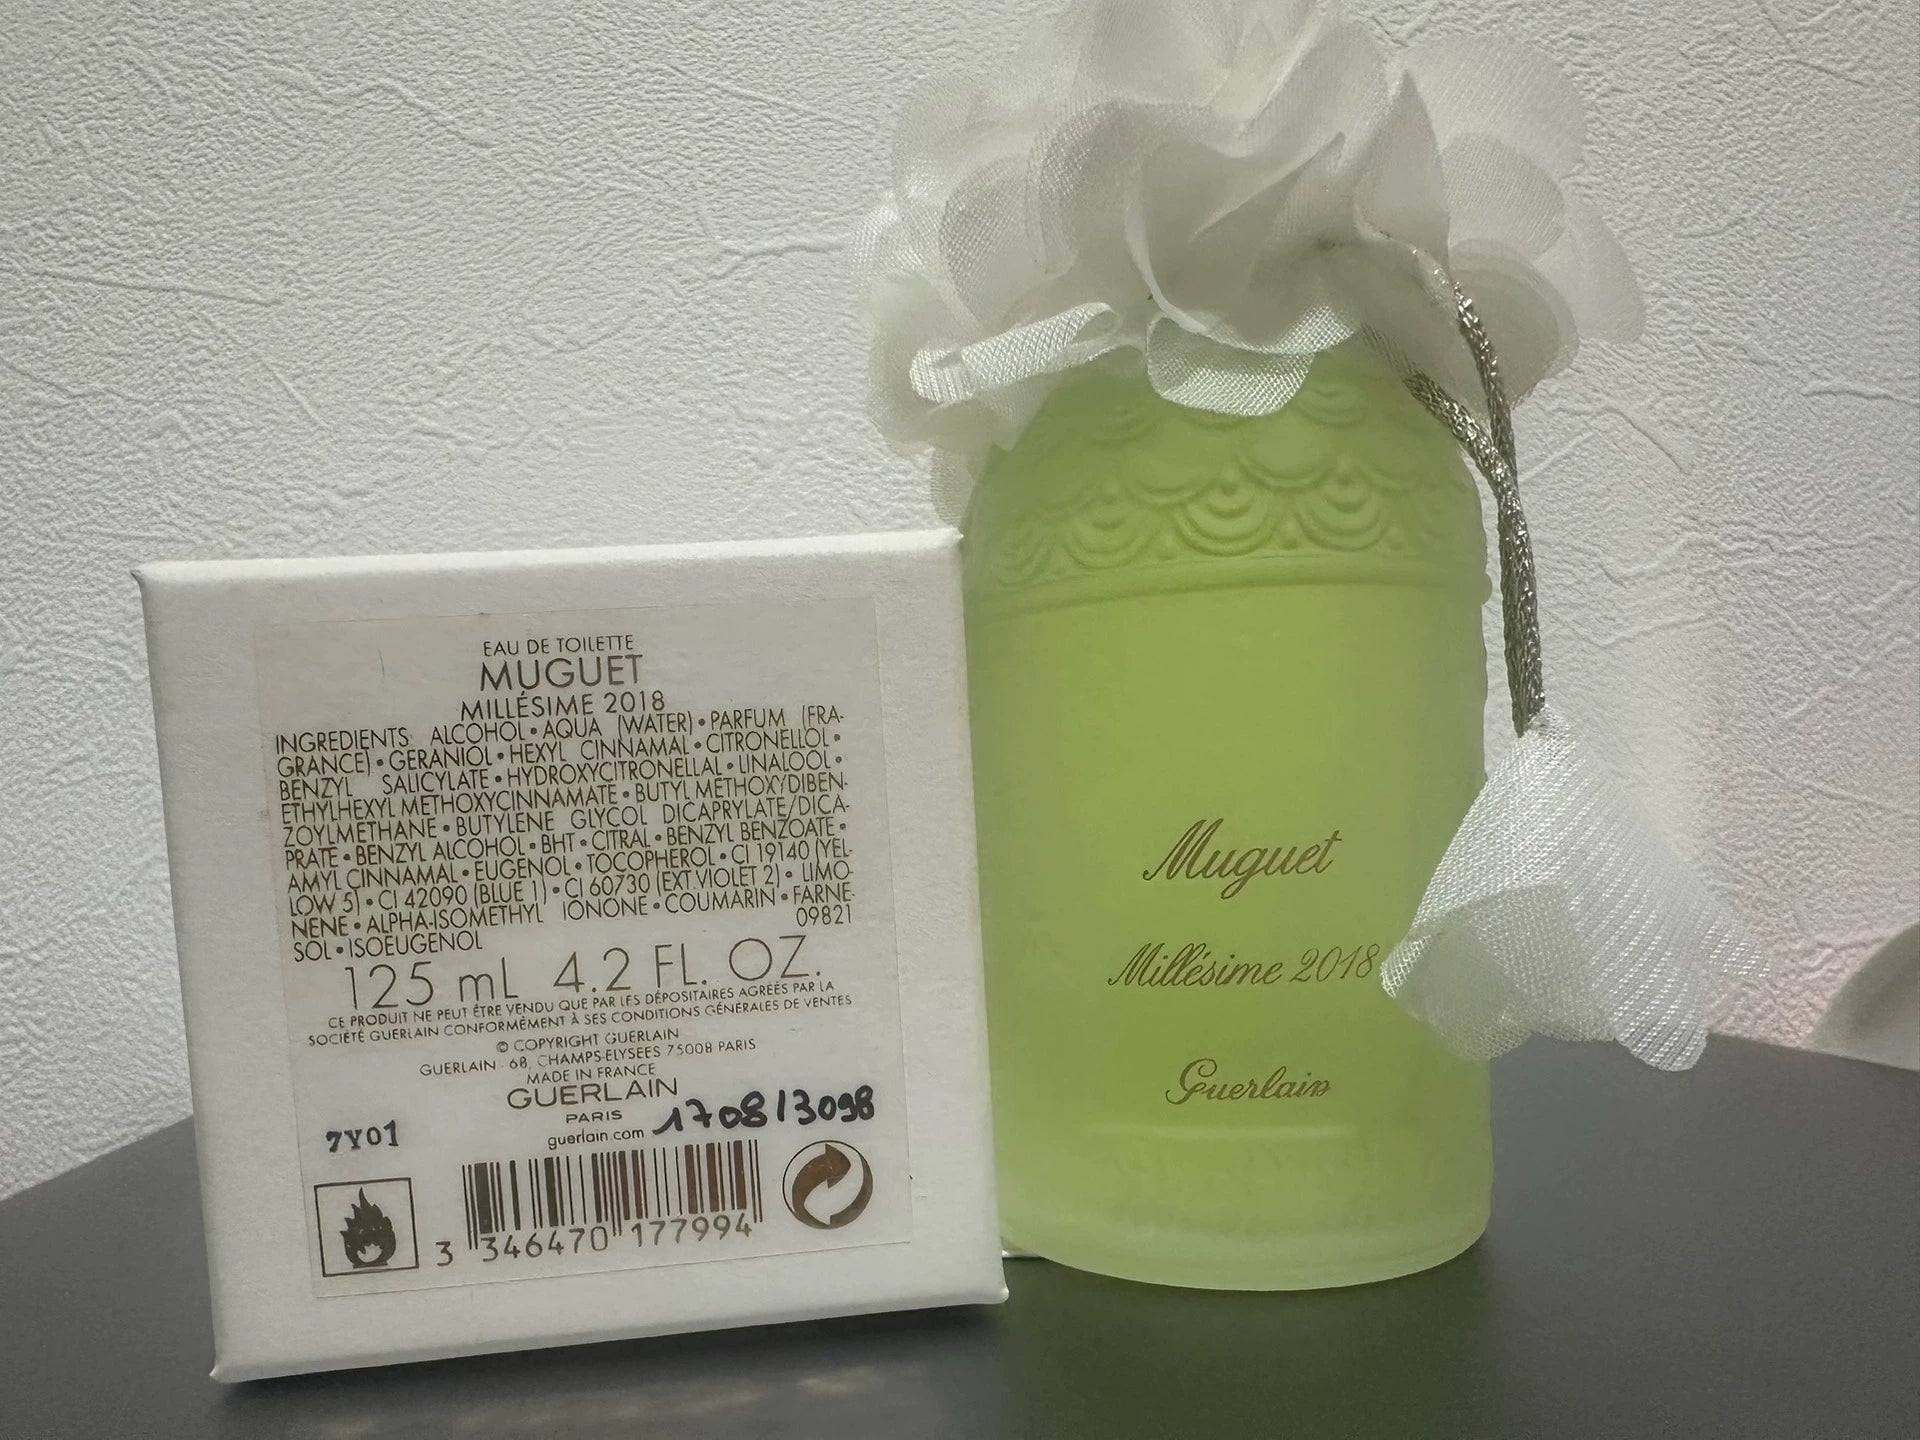 EAU DE TOILETTE
MUGUET
MILLÉSIME 2018
INGREDIENTS: ALCOHOL • AQUA (WATER) • PARFUM (FRA-
GRANCE) • GERANIOL • HEXYL CINNAMAL • CITRONELLOL •
BENZYL SALICYLATE • HYDROXYCITRONELLAL • LINALOOL •
ETHYLHEXYL METHOXYCINNAMATE • BUTYL METHOXYDIBEN-
ZOYLMETHANE • BUTYLENE GLYCOL DICAPRYLATE/DICA-
PRATE • BENZYL ALCOHOL • BHT • CITRAL • BENZYL BENZOATE •
AMYL CINNAMAL • EUGENOL • TOCOPHEROL • CI 19140 (YEL-
LOW 5) • CI 42090 (BLUE 1) • CI 60730 (EXT.VIOLET 2) • LIMO-
NENE • ALPHA-ISOMETHYL IONONE • COUMARIN • FARNE-
SOL • ISOEUGENOL 09821
125 mL 4.2 FL. OZ.
CE PRODUIT NE PEUT ÊTRE VENDU QUE PAR LES DÉPOSITAIRES AGRÉÉS PAR LA
SOCIÉTÉ GUERLAIN CONFORMÉMENT À SES CONDITIONS GÉNÉRALES DE VENTES
© COPYRIGHT GUERLAIN
GUERLAIN - 68, CHAMPS-ELYSEES 75008 PARIS
MADE IN FRANCE
GUERLAIN
PARIS
guerlain.com
170813098
7Y01
3 346470 177994
Muguet
Millésime 2018
Guerlain